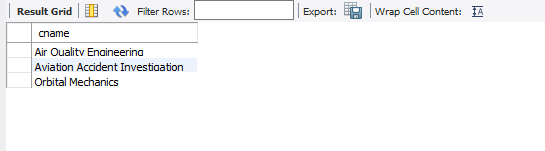 Result Grid Filter Rows: Export: Wrap Cell Content:
cname
Air Quality Engineering
Aviation Accident Investigation
Orbital Mechanics